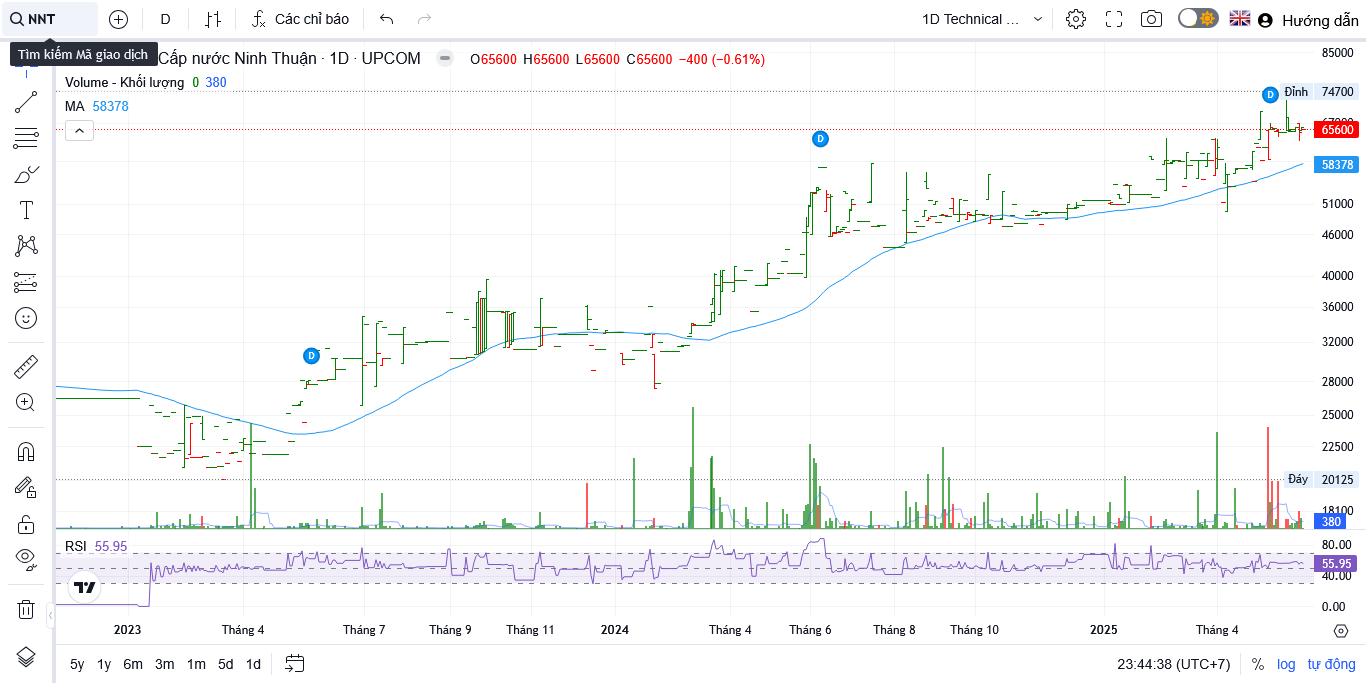 NNT
D
Các chỉ báo
1D Technical ...
Hướng dẫn
Tìm kiếm Mã giao dịch
Cấp nước Ninh Thuận · 1D · UPCOM
O65600 H65600 L65600 C65600 −400 (−0.61%)
Volume - Khối lượng 0 380
MA 58378
D
D
D
85000
Đỉnh 74700
65600
58378
51000
46000
40000
36000
32000
28000
25000
22500
Đáy 20125
18100
380
RSI 55.95
80.00
55.95
40.00
0.00
2023 Tháng 4 Tháng 7 Tháng 9 Tháng 11 2024 Tháng 4 Tháng 6 Tháng 8 Tháng 10 2025 Tháng 4
5y 1y 6m 3m 1m 5d 1d
23:44:38 (UTC+7) % log tự động